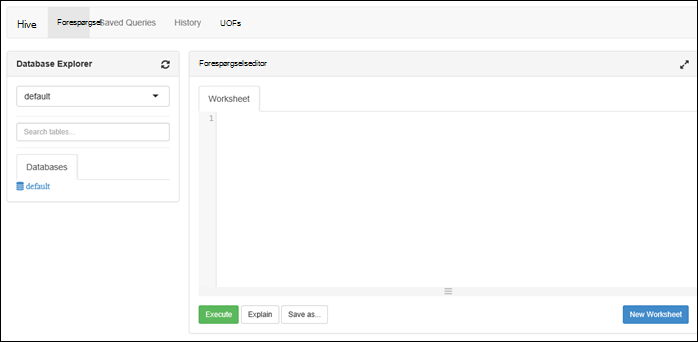 Hive Forespørgsel Saved Queries History UOFs
Database Explorer
default
Search tables...
Databases
default
Forespørgselseditor
Worksheet
1
Execute Explain Save as... New Worksheet